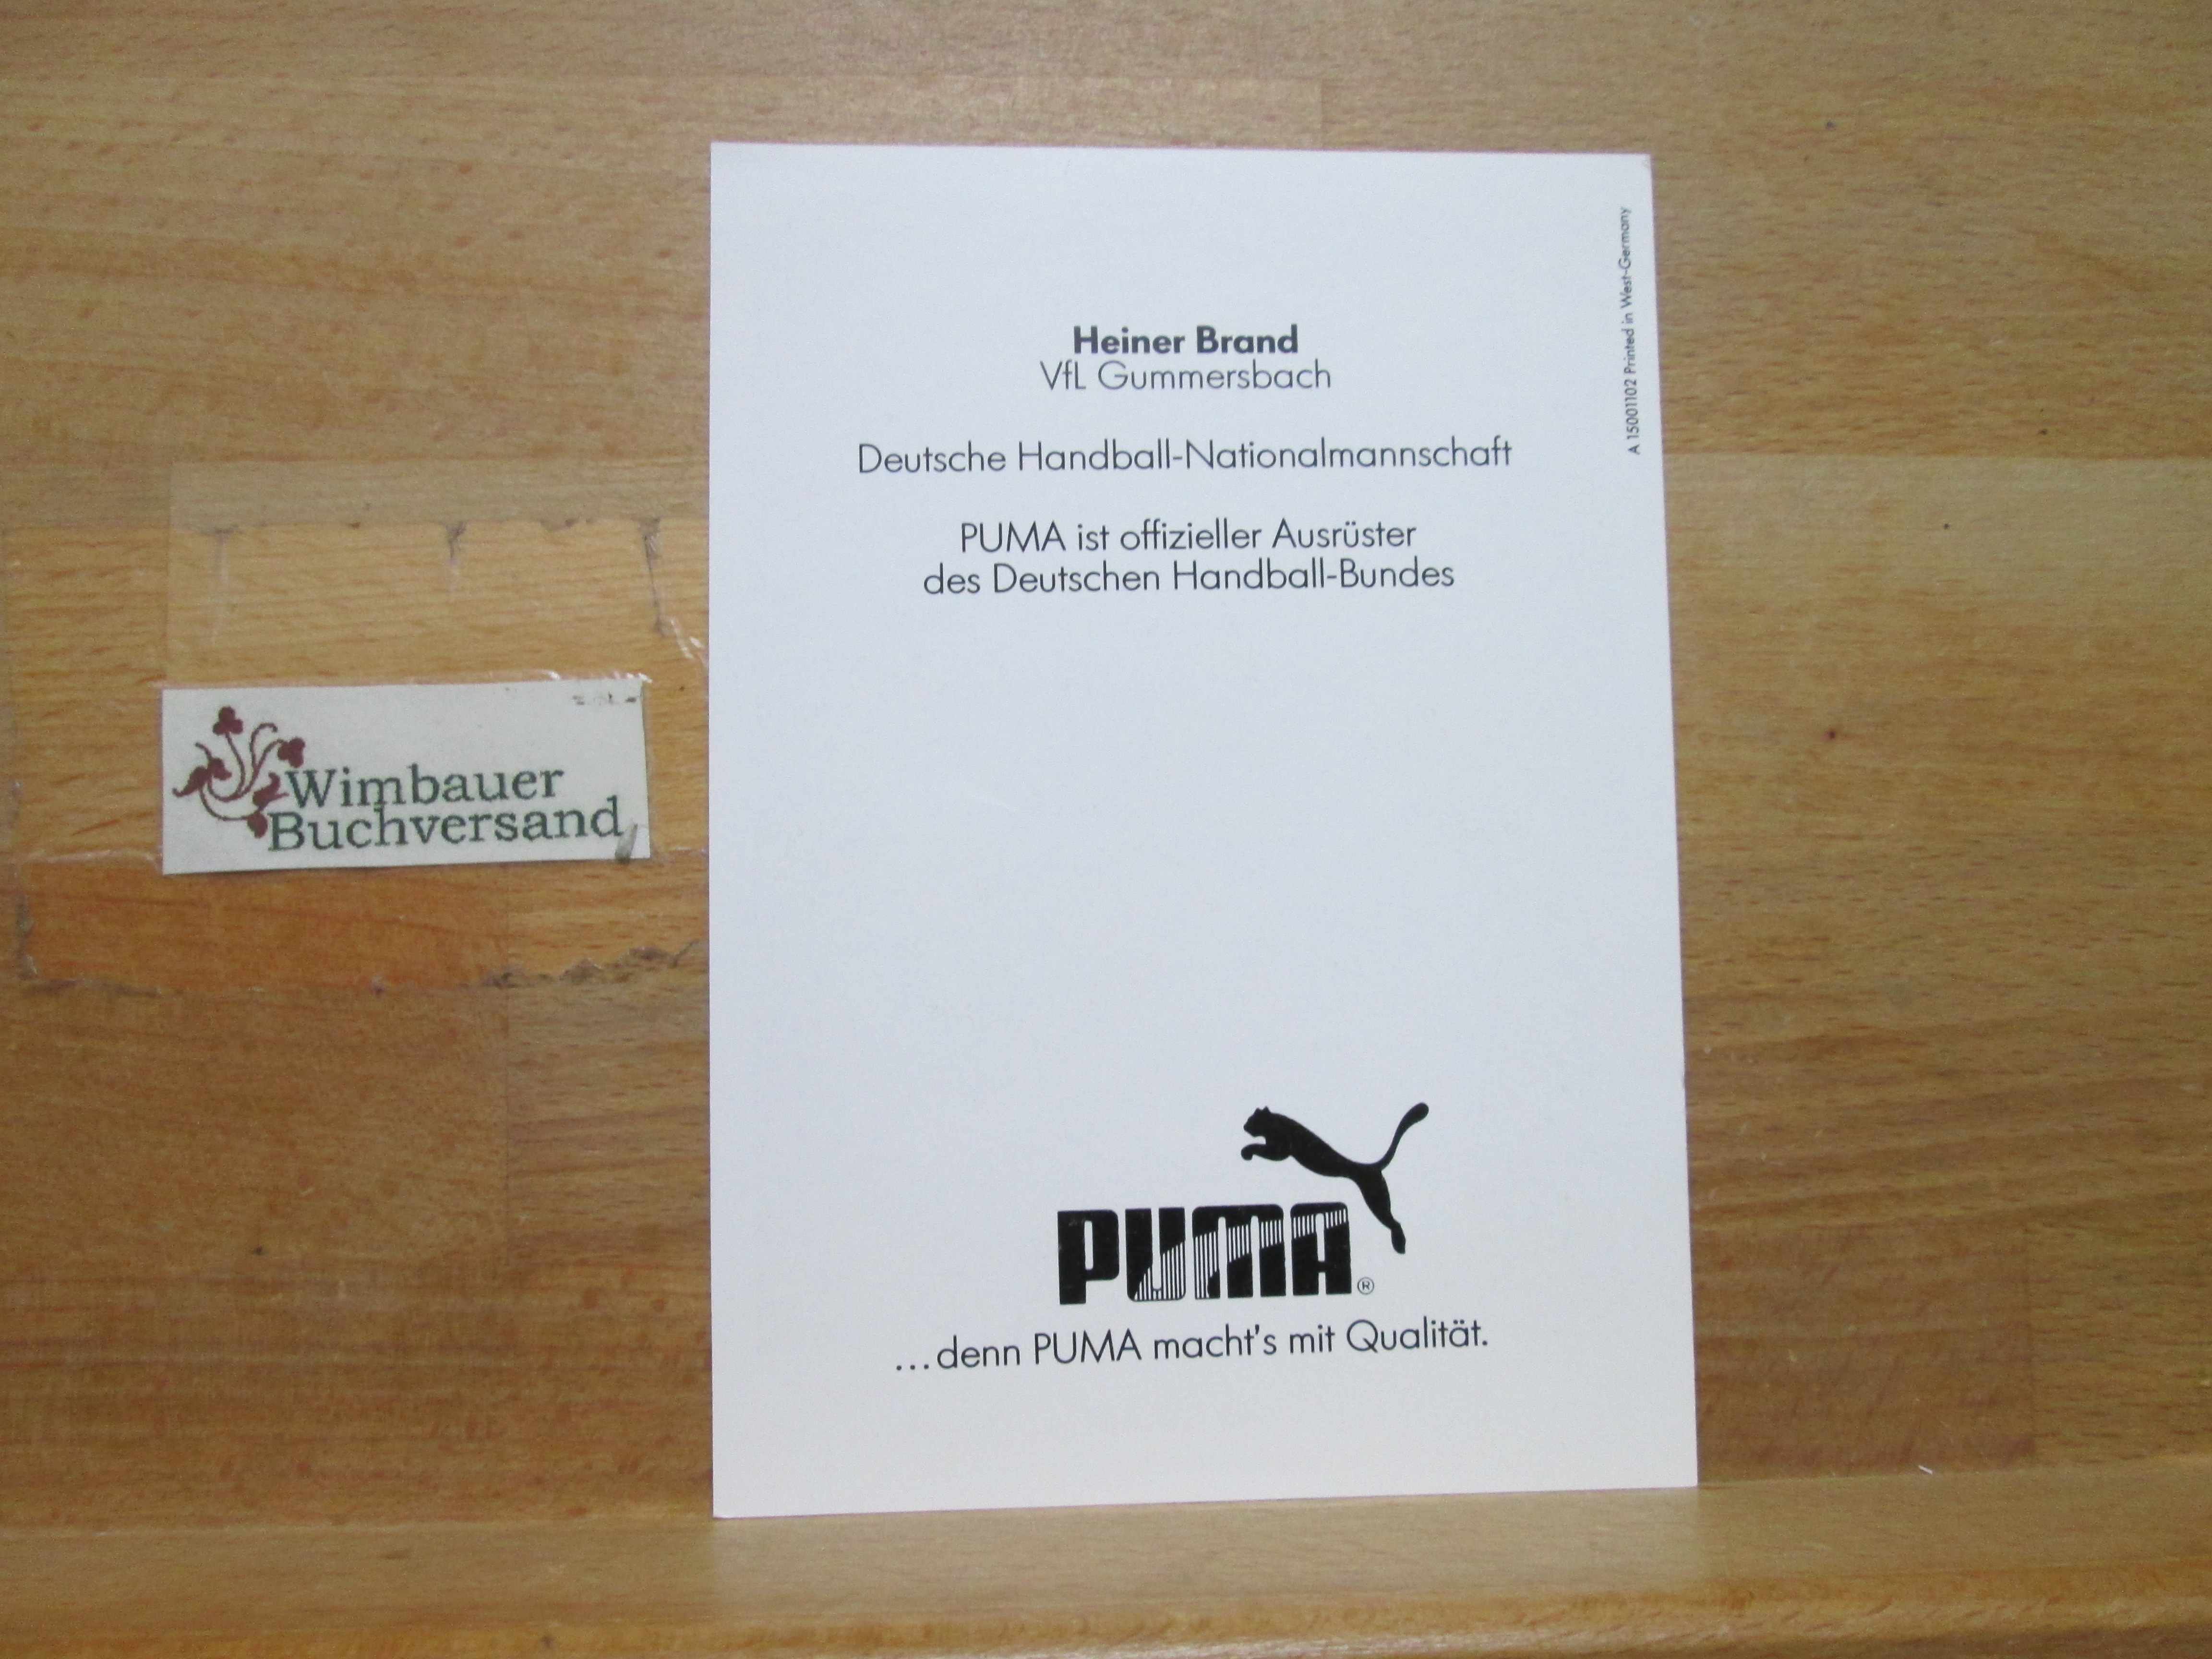 Heiner Brand
VfL Gummersbach
Deutsche Handball-Nationalmannschaft
PUMA ist offizieller Ausrüster
des Deutschen Handball-Bundes
A 15001102 Printed in West-Germany
Wimbauer
Buchversand
PUMA®
...denn PUMA macht's mit Qualität.